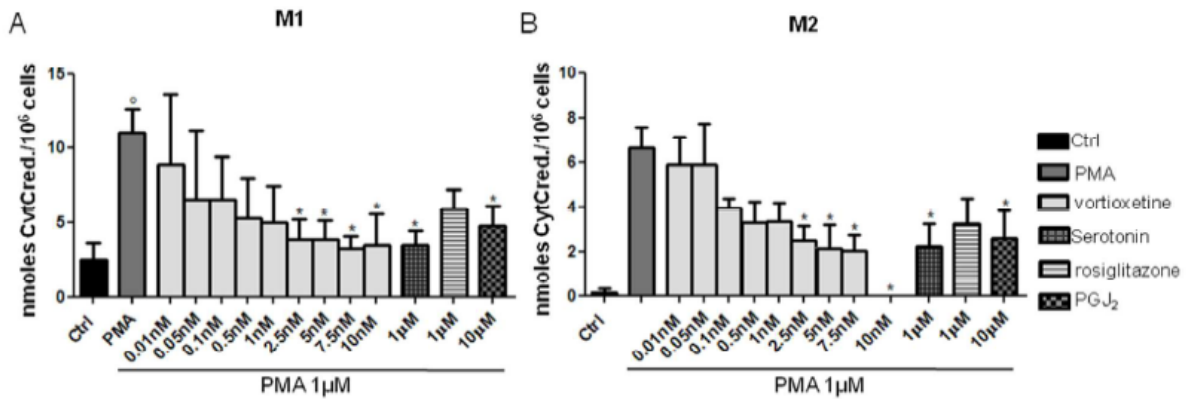 A
M1
nmoles CytCred./10⁶ cells
15
10
5
0
°
*
*
*
*
*
*
Ctrl
PMA
0.01nM
0.05nM
0.1nM
0.5nM
1nM
2.5nM
5nM
7.5nM
10nM
1µM
1µM
10µM
PMA 1µM
B
M2
nmoles CytCred./10⁶ cells
10
8
6
4
2
0
*
*
*
*
*
*
Ctrl
0.01nM
0.05nM
0.1nM
0.5nM
1nM
2.5nM
5nM
7.5nM
10nM
1µM
1µM
10µM
PMA 1µM
Ctrl
PMA
vortioxetine
Serotonin
rosiglitazone
PGJ₂